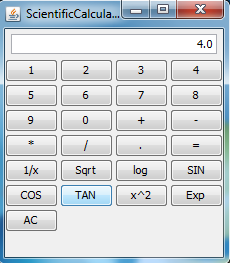 ScientificCalcula...
4.0
1 2 3 4
5 6 7 8
9 0 + -
* / . =
1/x Sqrt log SIN
COS TAN x^2 Exp
AC